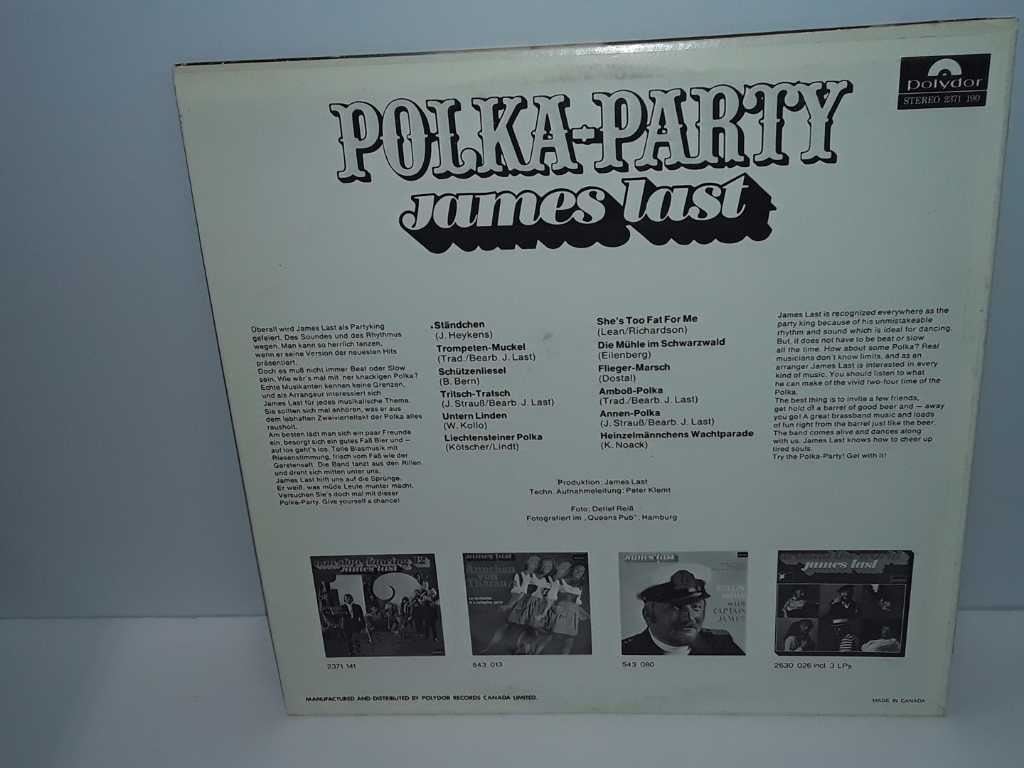 polydor
STEREO 2371 190
POLKA-PARTY
james last
Überall wird James Last als Partyking
gefeiert. Des Soundes und des Rhythmus
wegen. Man kann so herrlich tanzen,
wenn er seine Version der neuesten Hits
präsentiert.
Doch es muß nicht immer Beat oder Slow
sein. Wie wär's mal mit 'ner knackigen Polka?
Echte Musikanten kennen keine Grenzen,
und als Arrangeur interessiert sich
James Last für jedes musikalische Thema.
Sie sollten sich mal anhören, was er aus
dem lebhaften Zweivierteltakt der Polka alles
rausholt.
Am besten lädt man sich ein paar Freunde
ein, besorgt sich ein gutes Faß Bier und –
auf los geht's los. Tolle Blasmusik mit
Riesenstimmung, frisch vom Faß wie der
Gerstensaft. Die Band tanzt aus den Rillen
und dreht sich mitten unter uns.
James Last hilft uns auf die Sprünge.
Er weiß, was müde Leute munter macht.
Versuchen Sie's doch mal mit dieser
Polka-Party. Give yourself a chance!
Ständchen
(J. Heykens)
Trompeten-Muckel
(Trad./Bearb. J. Last)
Schützenliesel
(B. Bern)
Tritsch-Tratsch
(J. Strauß/Bearb. J. Last)
Untern Linden
(W. Kollo)
Liechtensteiner Polka
(Kötscher/Lindt)
She's Too Fat For Me
(Lean/Richardson)
Die Mühle im Schwarzwald
(Eilenberg)
Flieger-Marsch
(Dostal)
Amboß-Polka
(Trad./Bearb. J. Last)
Annen-Polka
(J. Strauß/Bearb. J. Last)
Heinzelmännchens Wachtparade
(K. Noack)
James Last is recognized everywhere as the
party king because of his unmistakeable
rhythm and sound which is ideal for dancing.
But, it does not have to be beat or slow
all the time. How about some Polka? Real
musicians don't know limits, and as an
arranger James Last is interested in every
kind of music. You should listen to what
he can make of the vivid two-four time of the
Polka.
The best thing is to invite a few friends,
get hold of a barrel of good beer and – away
you go! A great brassband music and loads
of fun right from the barrel just like the beer.
The band comes alive and dances along
with us. James Last knows how to cheer up
tired souls.
Try the Polka-Party! Get with it!
Produktion: James Last
Techn. Aufnahmeleitung: Peter Klemt
Foto: Detlef Reiß
Fotografiert im „Queens Pub", Hamburg
non stop dancing 12
james last
james last
Ännchen
von
Tharau
james last
with
CAPTAIN
JAMES
james last
2371 141
643 013
543 080
2630 026 incl. 3 LPs
MANUFACTURED AND DISTRIBUTED BY POLYDOR RECORDS CANADA LIMITED.
MADE IN CANADA